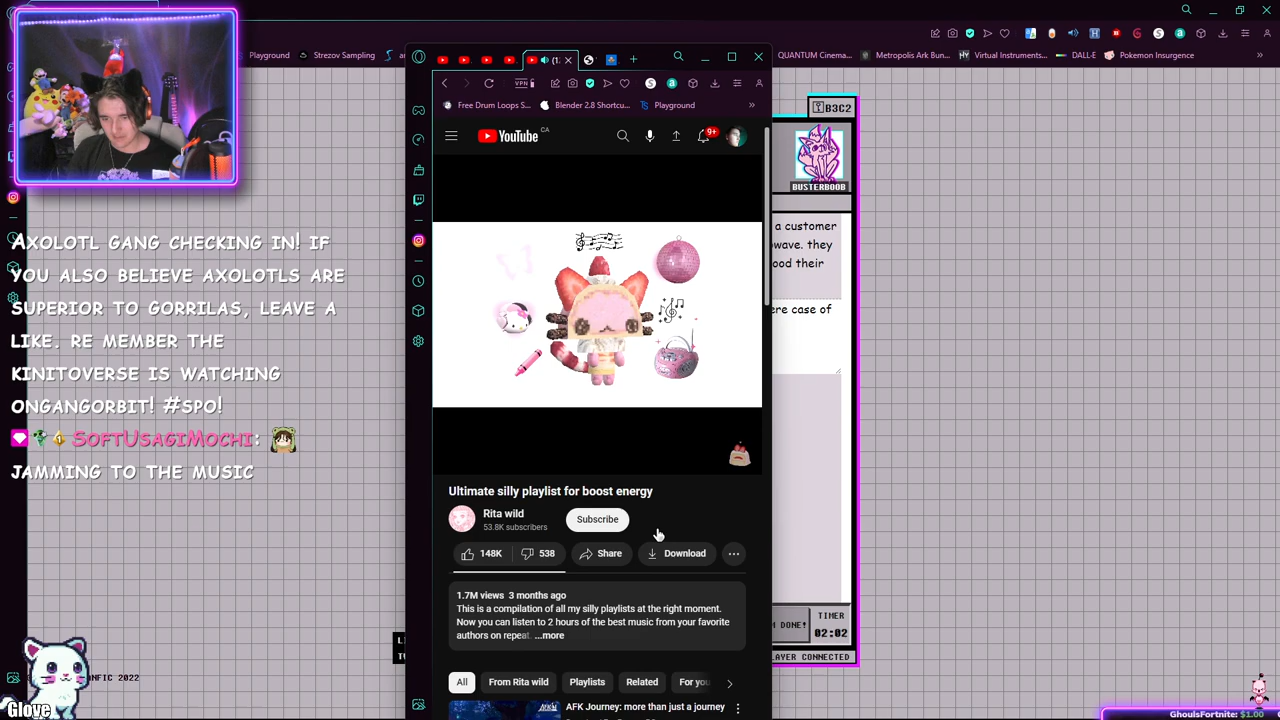 Playground
Strezov Sampling
QUANTUM Cinema...
Metropolis Ark Bun...
Virtual Instruments...
DALL-E
Pokemon Insurgence
VPN
Free Drum Loops S...
Blender 2.8 Shortcu...
Playground
YouTube CA
9+
B3C2
BUSTERBOOB
a customer
wave. they
ood their
ere case of
AXOLOTL GANG CHECKING IN! IF
YOU ALSO BELIEVE AXOLOTLS ARE
SUPERIOR TO GORRILAS, LEAVE A
LIKE. RE MEMBER THE
KINITOVERSE IS WATCHING
ONGANGORBIT! #SPO!
SOFTUSAGIMOCHI:
JAMMING TO THE MUSIC
Ultimate silly playlist for boost energy
Rita wild
53.8K subscribers
Subscribe
148K
538
Share
Download
1.7M views 3 months ago
This is a compilation of all my silly playlists at the right moment.
Now you can listen to 2 hours of the best music from your favorite
authors on repeat. ...more
All
From Rita wild
Playlists
Related
For you
AFK Journey: more than just a journey
M DONE!
TIMER
02:02
LAYER CONNECTED
NFIC 2022
Glove
GhoulsFortnite: $1.00